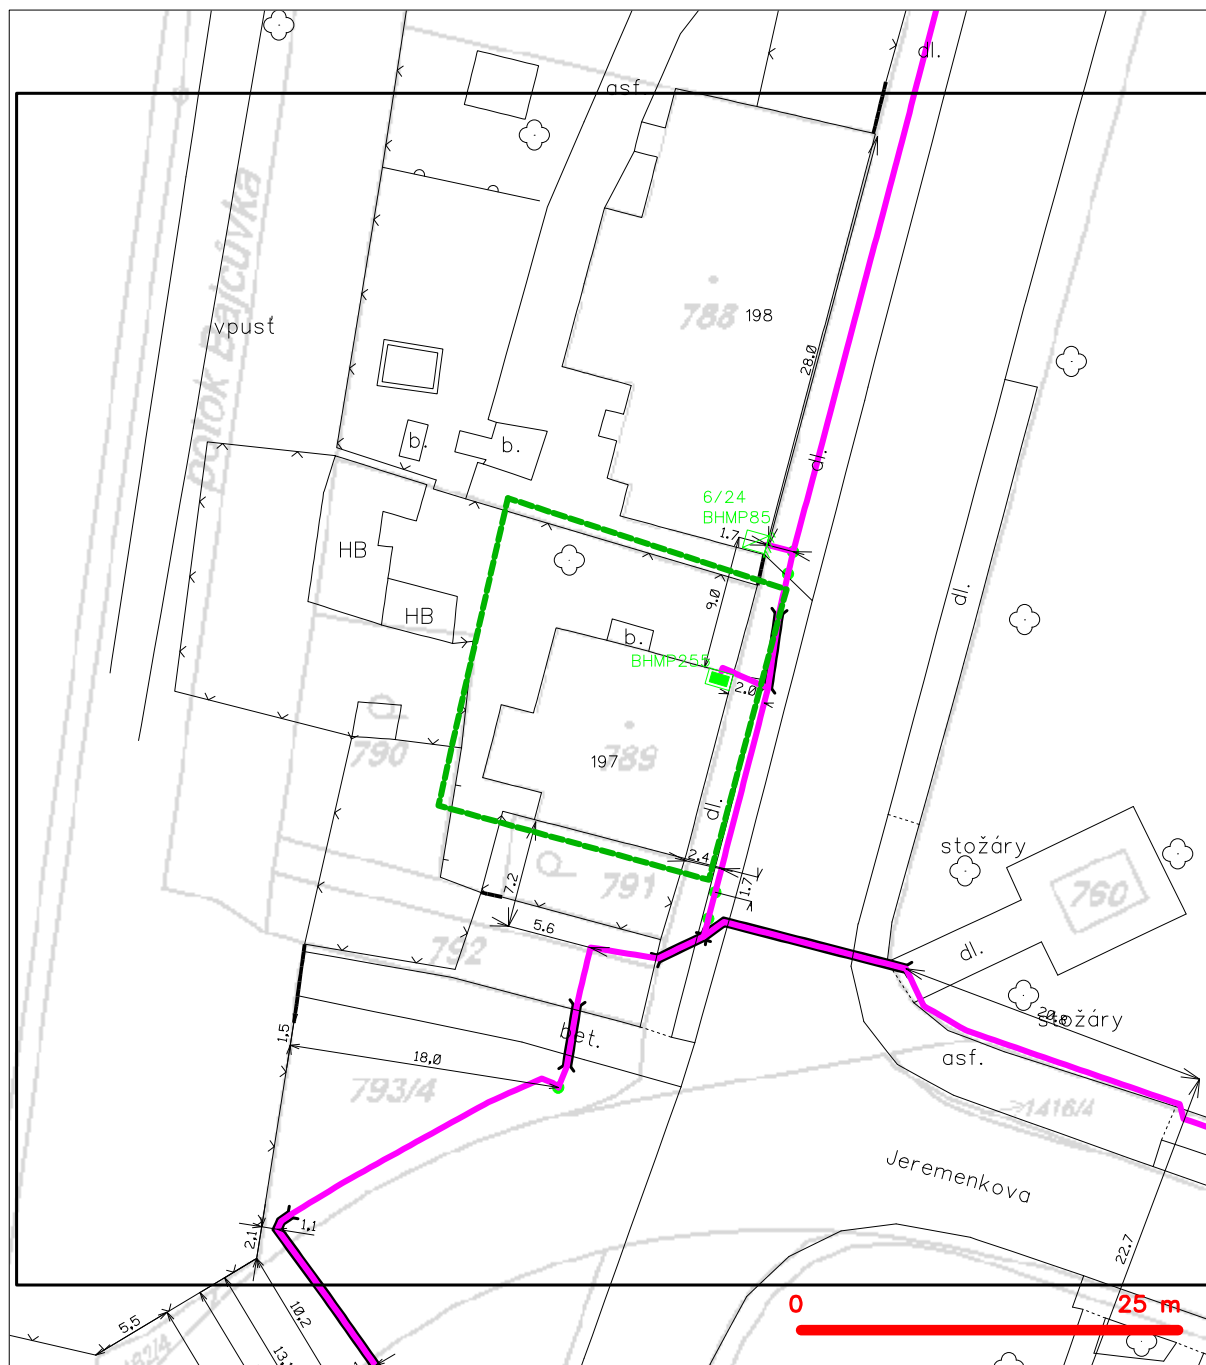 dl.
asf.
potok Bajcůvka
vpusť
788
198
28.0
b.
b.
dl.
6/24
BHMP85
1.7
HB
HB
9.0
dl.
b.
BHMP255
2.0
790
789
197
dl.
2.4
1.7
stožáry
7.2
791
760
5.6
792
dl.
stožáry
bet.
1.5
18.0
asf.
793/4
1416/4
Jeremenkova
1.1
2.1
22.7
10.2
5.5
0 25 m